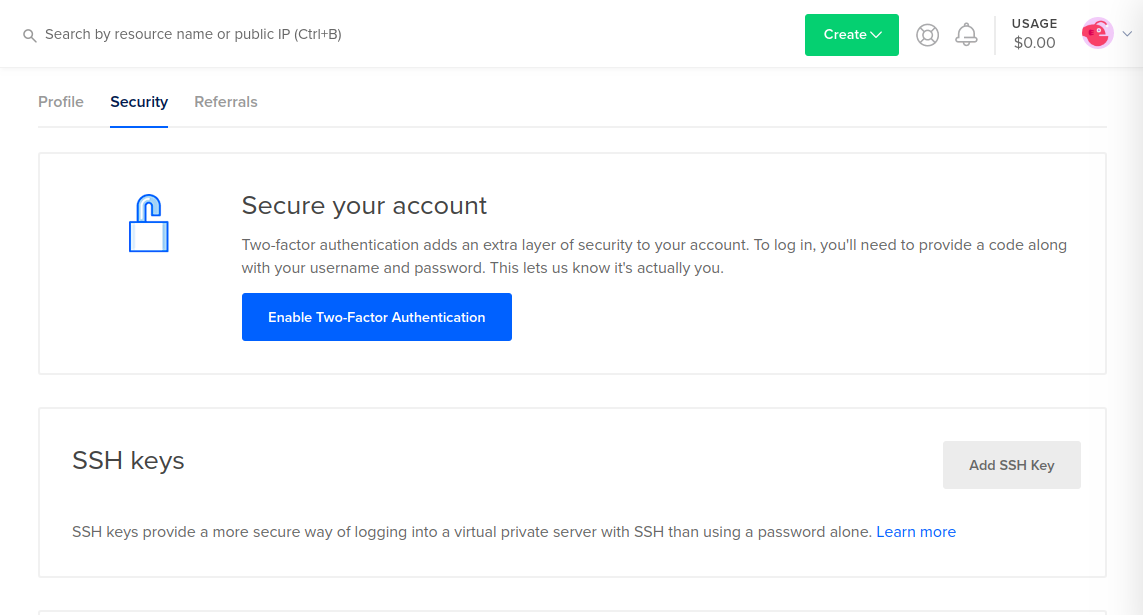 Search by resource name or public IP (Ctrl+B)
Create
USAGE
$0.00
Profile
Security
Referrals
Secure your account
Two-factor authentication adds an extra layer of security to your account. To log in, you'll need to provide a code along
with your username and password. This lets us know it's actually you.
Enable Two-Factor Authentication
SSH keys
Add SSH Key
SSH keys provide a more secure way of logging into a virtual private server with SSH than using a password alone. Learn more